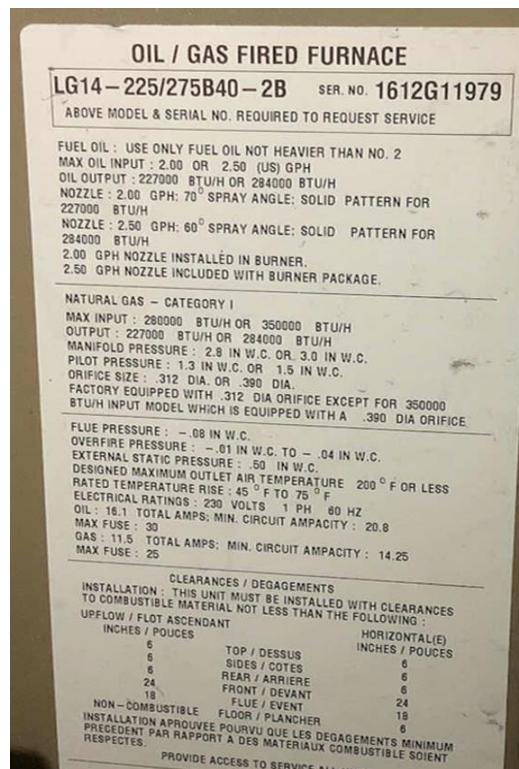 OIL / GAS FIRED FURNACE
LG14-225/275B40-2B SER. NO. 1612G11979
ABOVE MODEL & SERIAL NO. REQUIRED TO REQUEST SERVICE
FUEL OIL : USE ONLY FUEL OIL NOT HEAVIER THAN NO. 2
MAX OIL INPUT : 2.00 OR 2.50 (US) GPH
OIL OUTPUT : 227000 BTU/H OR 284000 BTU/H
NOZZLE : 2.00 GPH; 70° SPRAY ANGLE; SOLID PATTERN FOR
227000 BTU/H
NOZZLE : 2.50 GPH; 60° SPRAY ANGLE; SOLID PATTERN FOR
284000 BTU/H
2.00 GPH NOZZLE INSTALLED IN BURNER.
2.50 GPH NOZZLE INCLUDED WITH BURNER PACKAGE.
NATURAL GAS - CATEGORY I
MAX INPUT : 280000 BTU/H OR 350000 BTU/H
OUTPUT : 227000 BTU/H OR 284000 BTU/H
MANIFOLD PRESSURE : 2.8 IN W.C. OR 3.0 IN W.C.
PILOT PRESSURE : 1.3 IN W.C. OR 1.5 IN W.C.
ORIFICE SIZE : .312 DIA. OR .390 DIA.
FACTORY EQUIPPED WITH .312 DIA ORIFICE EXCEPT FOR 350000
BTU/H INPUT MODEL WHICH IS EQUIPPED WITH A .390 DIA ORIFICE
FLUE PRESSURE : -.08 IN W.C.
OVERFIRE PRESSURE : -.01 IN W.C. TO - .04 IN W.C.
EXTERNAL STATIC PRESSURE : .50 IN W.C.
DESIGNED MAXIMUM OUTLET AIR TEMPERATURE 200 °F OR LESS
RATED TEMPERATURE RISE : 45 °F TO 75 °F
ELECTRICAL RATINGS : 230 VOLTS 1 PH 60 HZ
OIL : 16.1 TOTAL AMPS; MIN. CIRCUIT AMPACITY : 20.8
MAX FUSE : 30
GAS : 11.5 TOTAL AMPS; MIN. CIRCUIT AMPACITY : 14.25
MAX FUSE : 25
CLEARANCES / DEGAGEMENTS
INSTALLATION : THIS UNIT MUST BE INSTALLED WITH CLEARANCES
TO COMBUSTIBLE MATERIAL NOT LESS THAN THE FOLLOWING :
UPFLOW / FLOT ASCENDANT HORIZONTAL(E)
INCHES / POUCES INCHES / POUCES
6 TOP / DESSUS 6
6 SIDES / COTES 6
6 REAR / ARRIERE 6
24 FRONT / DEVANT 24
18 FLUE / EVENT 18
NON-COMBUSTIBLE FLOOR / PLANCHER 6
INSTALLATION APROUVEE POURVU QUE LES DEGAGEMENTS MINIMUM
PRECEDENT PAR RAPPORT A DES MATERIAUX COMBUSTIBLE SOIENT
RESPECTES.
PROVIDE ACCESS TO SERVICE